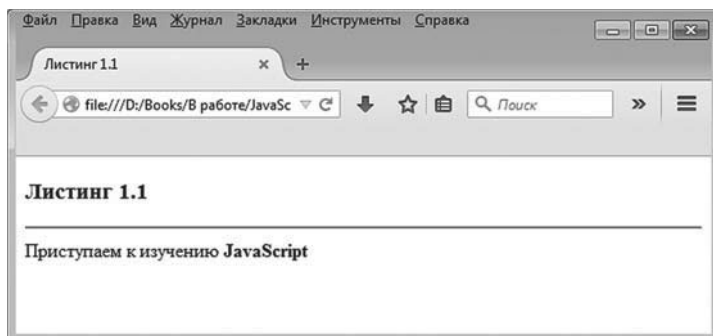 Файл Правка Вид Журнал Закладки Инструменты Справка
Листинг 1.1
file:///D:/Books/В работе/JavaSc
Поиск
Листинг 1.1
Приступаем к изучению JavaScript